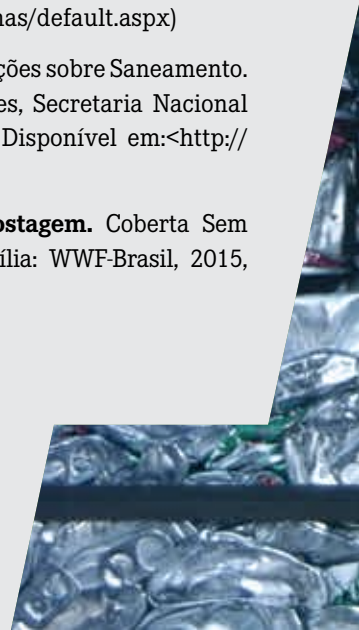 nas/default.aspx)
ções sobre Saneamento.
es, Secretaria Nacional
Disponível em:<http://
ostagem. Coberta Sem
ília: WWF-Brasil, 2015,